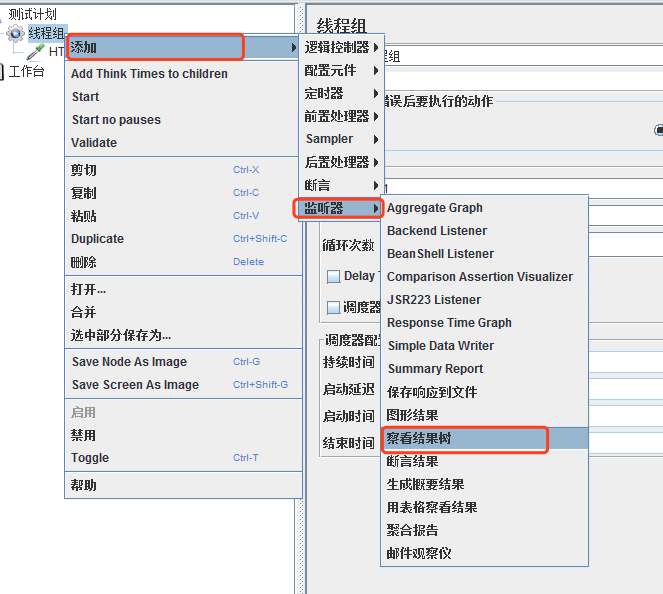 测试计划
线程组
HT
工作台
添加
Add Think Times to children
Start
Start no pauses
Validate
剪切 Ctrl-X
复制 Ctrl-C
粘贴 Ctrl-V
Duplicate Ctrl+Shift-C
删除 Delete
打开...
合并
选中部分保存为...
Save Node As Image Ctrl-G
Save Screen As Image Ctrl+Shift-G
启用
禁用
Toggle Ctrl-T
帮助
逻辑控制器
配置元件
定时器
前置处理器
Sampler
后置处理器
断言
监听器
Aggregate Graph
Backend Listener
BeanShell Listener
Comparison Assertion Visualizer
JSR223 Listener
Response Time Graph
Simple Data Writer
Summary Report
保存响应到文件
图形结果
察看结果树
断言结果
生成概要结果
用表格察看结果
聚合报告
邮件观察仪
线程组
程组
错误后要执行的动作
循环次数
Delay
调度器
调度器配
持续时间
启动延迟
启动时间
结束时间